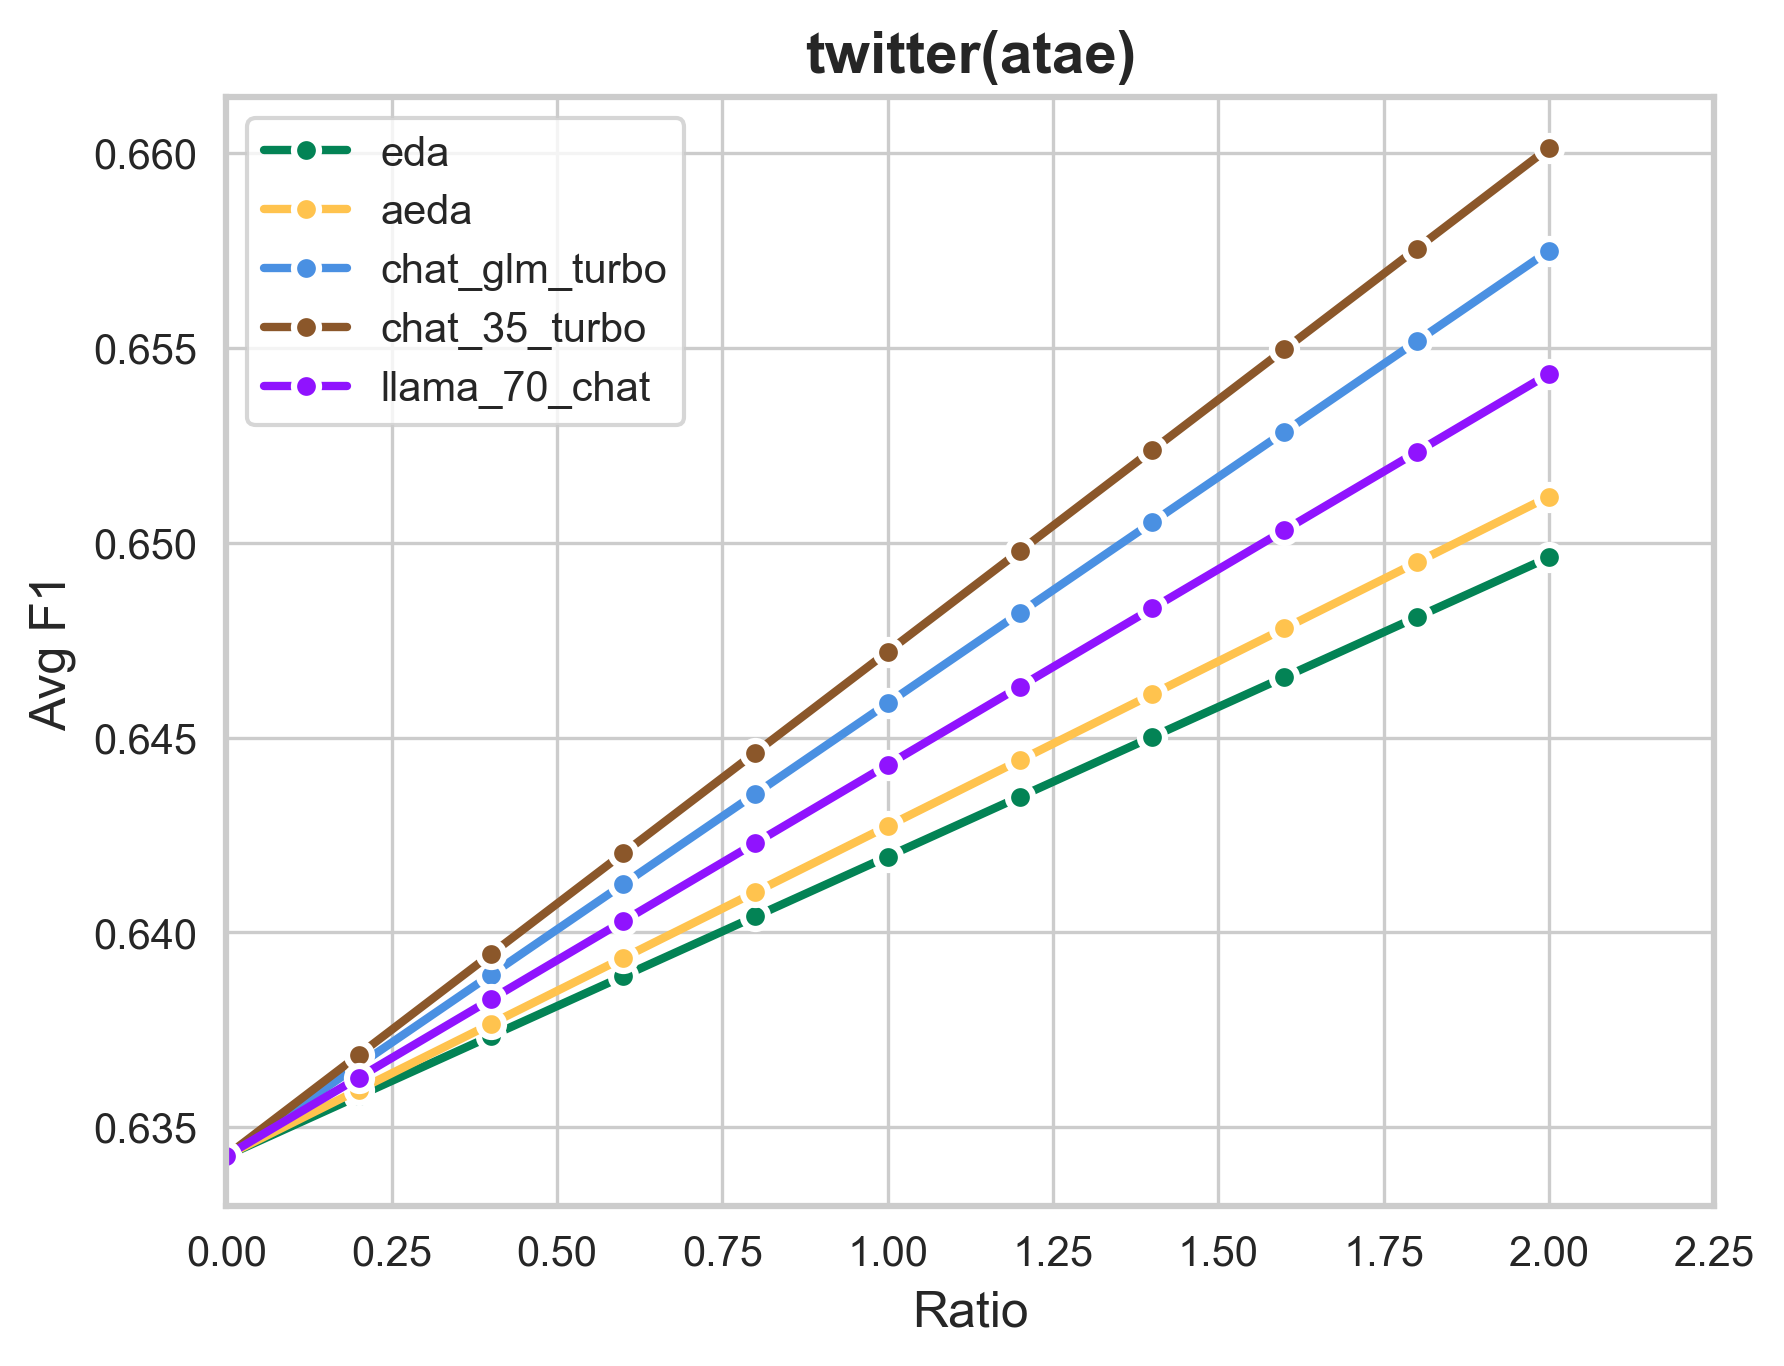 twitter(atae)
eda
aeda
chat_glm_turbo
chat_35_turbo
llama_70_chat
0.660
0.655
0.650
0.645
0.640
0.635
Avg F1
0.00 0.25 0.50 0.75 1.00 1.25 1.50 1.75 2.00 2.25
Ratio